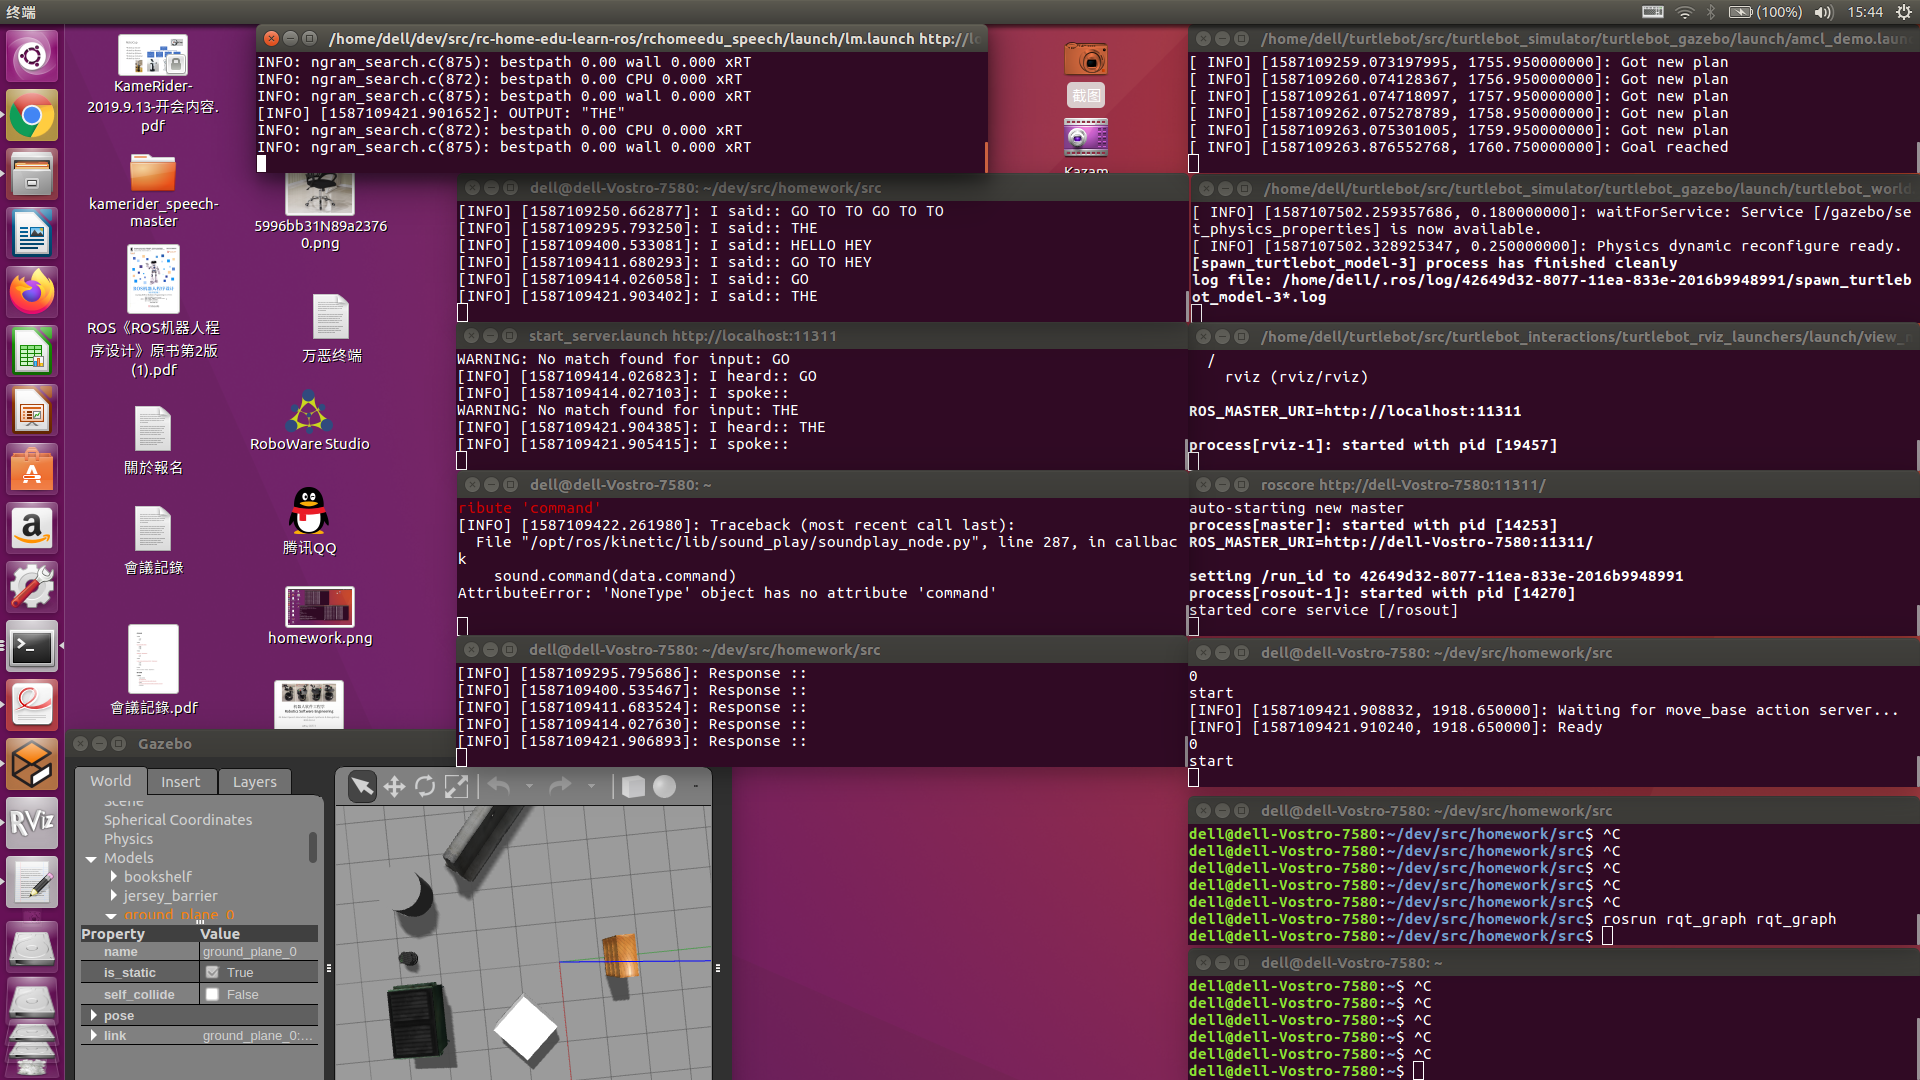 终端
(100%)
15:44
KameRider-
2019.9.13-开会内容.
pdf
kamerider_speech-
master
ROS《ROS机器人程
序设计》原书第2版
(1).pdf
關於報名
會議記錄
會議記錄.pdf
5996bb31N89a2376
0.png
万恶终端
RoboWare Studio
腾讯QQ
homework.png
截图
Kazam
/home/dell/dev/src/rc-home-edu-learn-ros/rchomeedu_speech/launch/lm.launch http://lo
INFO: ngram_search.c(875): bestpath 0.00 wall 0.000 xRT
INFO: ngram_search.c(872): bestpath 0.00 CPU 0.000 xRT
INFO: ngram_search.c(875): bestpath 0.00 wall 0.000 xRT
[INFO] [1587109421.901652]: OUTPUT: "THE"
INFO: ngram_search.c(872): bestpath 0.00 CPU 0.000 xRT
INFO: ngram_search.c(875): bestpath 0.00 wall 0.000 xRT
dell@dell-Vostro-7580: ~/dev/src/homework/src
[INFO] [1587109250.662877]: I said:: GO TO TO GO TO TO
[INFO] [1587109295.793250]: I said:: THE
[INFO] [1587109400.533081]: I said:: HELLO HEY
[INFO] [1587109411.680293]: I said:: GO TO HEY
[INFO] [1587109414.026058]: I said:: GO
[INFO] [1587109421.903402]: I said:: THE
start_server.launch http://localhost:11311
WARNING: No match found for input: GO
[INFO] [1587109414.026823]: I heard:: GO
[INFO] [1587109414.027103]: I spoke::
WARNING: No match found for input: THE
[INFO] [1587109421.904385]: I heard:: THE
[INFO] [1587109421.905415]: I spoke::
dell@dell-Vostro-7580: ~
ribute 'command'
[INFO] [1587109422.261980]: Traceback (most recent call last):
File "/opt/ros/kinetic/lib/sound_play/soundplay_node.py", line 287, in callbac
k
sound.command(data.command)
AttributeError: 'NoneType' object has no attribute 'command'
dell@dell-Vostro-7580: ~/dev/src/homework/src
[INFO] [1587109295.795686]: Response ::
[INFO] [1587109400.535467]: Response ::
[INFO] [1587109411.683524]: Response ::
[INFO] [1587109414.027630]: Response ::
[INFO] [1587109421.906893]: Response ::
/home/dell/turtlebot/src/turtlebot_simulator/turtlebot_gazebo/launch/amcl_demo.laun
[ INFO] [1587109259.073197995, 1755.950000000]: Got new plan
[ INFO] [1587109260.074128367, 1756.950000000]: Got new plan
[ INFO] [1587109261.074718097, 1757.950000000]: Got new plan
[ INFO] [1587109262.075278789, 1758.950000000]: Got new plan
[ INFO] [1587109263.075301005, 1759.950000000]: Got new plan
[ INFO] [1587109263.876552768, 1760.750000000]: Goal reached
/home/dell/turtlebot/src/turtlebot_simulator/turtlebot_gazebo/launch/turtlebot_world.
[ INFO] [1587107502.259357686, 0.180000000]: waitForService: Service [/gazebo/se
t_physics_properties] is now available.
[ INFO] [1587107502.328925347, 0.250000000]: Physics dynamic reconfigure ready.
[spawn_turtlebot_model-3] process has finished cleanly
log file: /home/dell/.ros/log/42649d32-8077-11ea-833e-2016b9948991/spawn_turtleb
ot_model-3*.log
/home/dell/turtlebot/src/turtlebot_interactions/turtlebot_rviz_launchers/launch/view_n
/
rviz (rviz/rviz)
ROS_MASTER_URI=http://localhost:11311
process[rviz-1]: started with pid [19457]
roscore http://dell-Vostro-7580:11311/
auto-starting new master
process[master]: started with pid [14253]
ROS_MASTER_URI=http://dell-Vostro-7580:11311/
setting /run_id to 42649d32-8077-11ea-833e-2016b9948991
process[rosout-1]: started with pid [14270]
started core service [/rosout]
dell@dell-Vostro-7580: ~/dev/src/homework/src
0
start
[INFO] [1587109421.908832, 1918.650000]: Waiting for move_base action server...
[INFO] [1587109421.910240, 1918.650000]: Ready
0
start
dell@dell-Vostro-7580: ~/dev/src/homework/src
dell@dell-Vostro-7580:~/dev/src/homework/src$ ^C
dell@dell-Vostro-7580:~/dev/src/homework/src$ ^C
dell@dell-Vostro-7580:~/dev/src/homework/src$ ^C
dell@dell-Vostro-7580:~/dev/src/homework/src$ ^C
dell@dell-Vostro-7580:~/dev/src/homework/src$ ^C
dell@dell-Vostro-7580:~/dev/src/homework/src$ rosrun rqt_graph rqt_graph
dell@dell-Vostro-7580:~/dev/src/homework/src$
dell@dell-Vostro-7580: ~
dell@dell-Vostro-7580:~$ ^C
dell@dell-Vostro-7580:~$ ^C
dell@dell-Vostro-7580:~$ ^C
dell@dell-Vostro-7580:~$ ^C
dell@dell-Vostro-7580:~$ ^C
dell@dell-Vostro-7580:~$
Gazebo
World Insert Layers
Scene
Spherical Coordinates
Physics
Models
bookshelf
jersey_barrier
ground_plane_0
Property Value
name ground_plane_0
is_static True
self_collide False
pose
link ground_plane_0:...
RViz